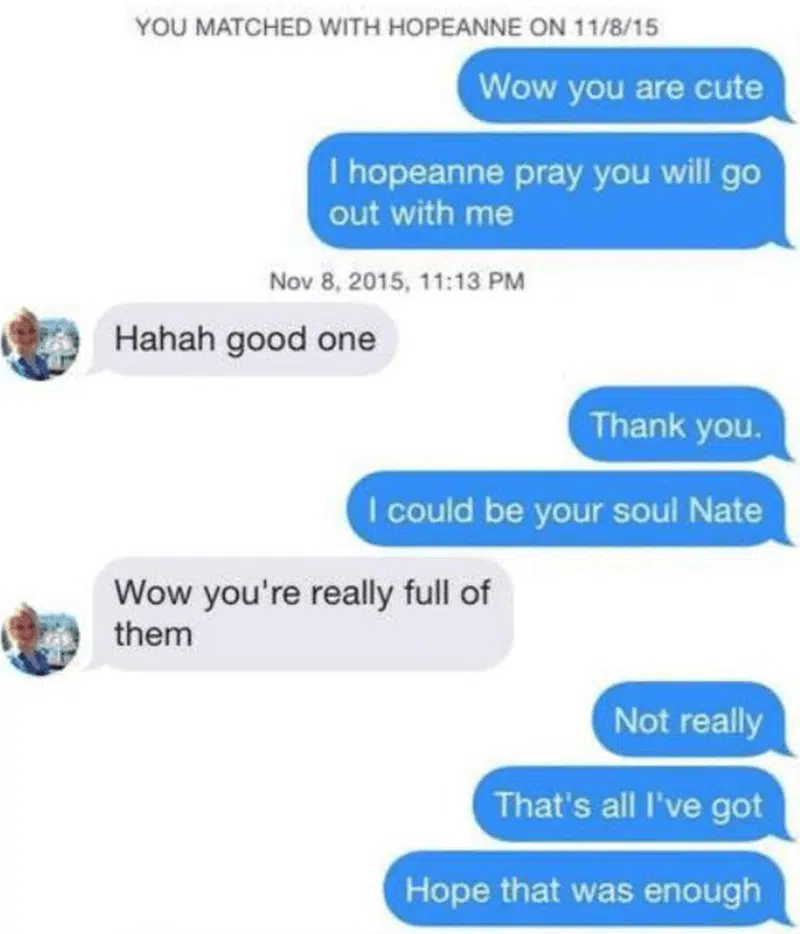 YOU MATCHED WITH HOPEANNE ON 11/8/15
Wow you are cute
I hopeanne pray you will go
out with me
Nov 8, 2015, 11:13 PM
Hahah good one
Thank you.
I could be your soul Nate
Wow you're really full of
them
Not really
That's all I've got
Hope that was enough